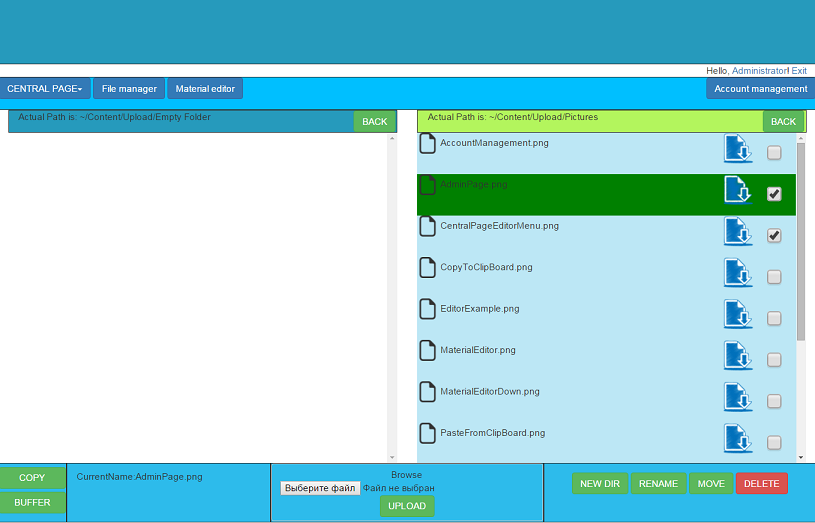 Hello, Administrator! Exit
CENTRAL PAGE
File manager
Material editor
Account management
Actual Path is: ~/Content/Upload/Empty Folder
BACK
Actual Path is: ~/Content/Upload/Pictures
BACK
AccountManagement.png
AdminPage.png
CentralPageEditorMenu.png
CopyToClipBoard.png
EditorExample.png
MaterialEditor.png
MaterialEditorDown.png
PasteFromClipBoard.png
COPY
BUFFER
CurrentName:AdminPage.png
Browse
Выберите файл Файл не выбран
UPLOAD
NEW DIR
RENAME
MOVE
DELETE